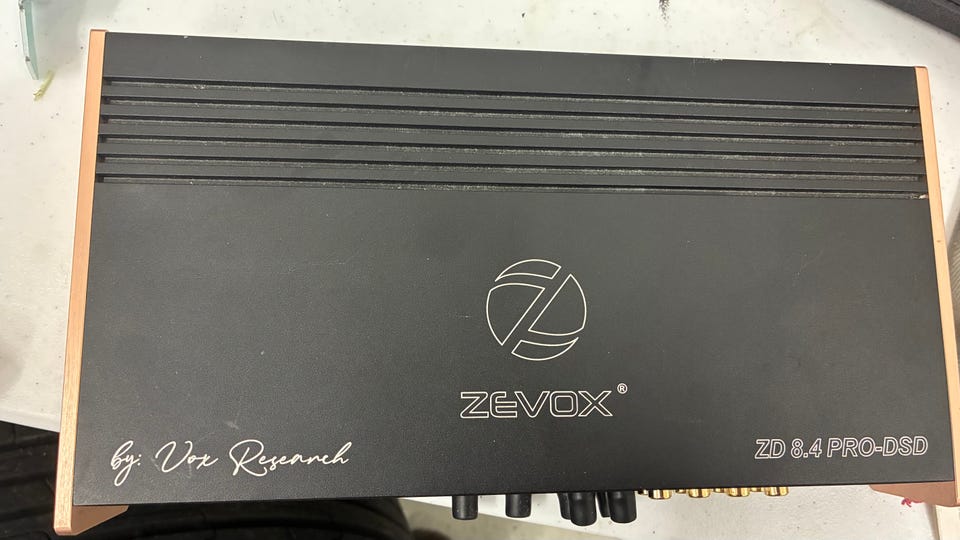 ZEVOX®
by: Vox Research
ZD 8.4 PRO-DSD